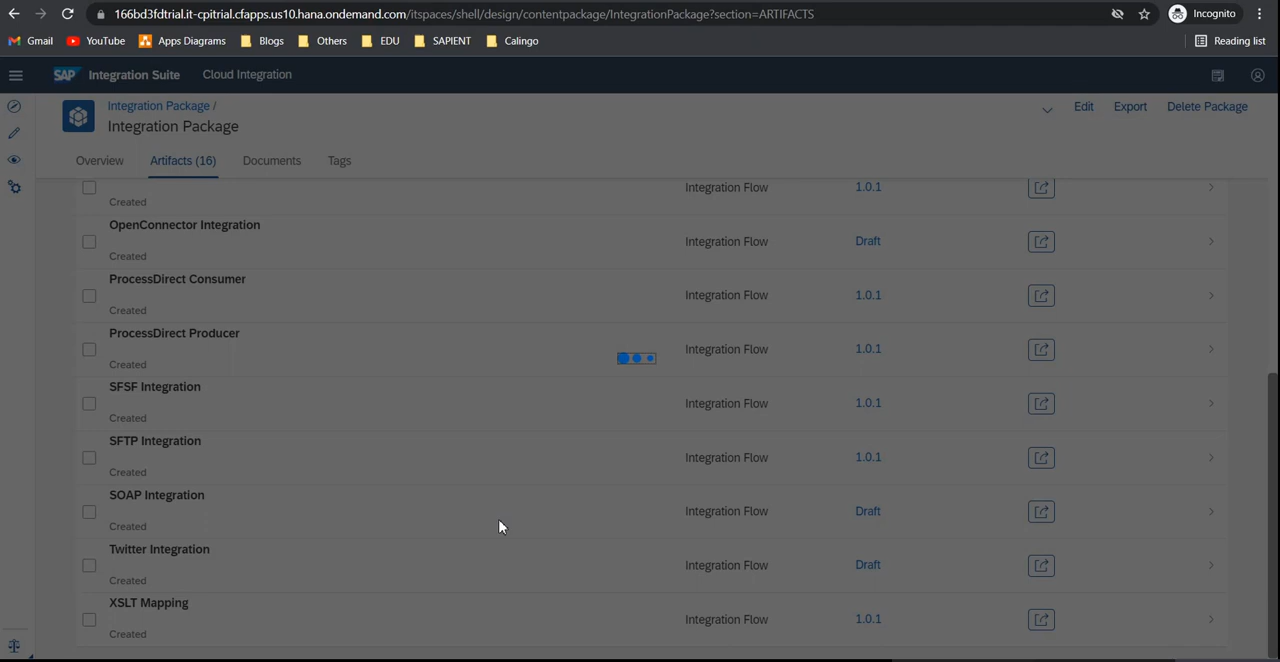 166bd3fdtrial.it-cpitrial.cfapps.us10.hana.ondemand.com/itspaces/shell/design/contentpackage/IntegrationPackage?section=ARTIFACTS
Incognito
Gmail YouTube Apps Diagrams Blogs Others EDU SAPIENT Calingo Reading list
SAP Integration Suite Cloud Integration
Integration Package /
Integration Package
Edit Export Delete Package
Overview Artifacts (16) Documents Tags
Integration Flow 1.0.1
Created
OpenConnector Integration
Integration Flow Draft
Created
ProcessDirect Consumer
Integration Flow 1.0.1
Created
ProcessDirect Producer
Integration Flow 1.0.1
Created
SFSF Integration
Integration Flow 1.0.1
Created
SFTP Integration
Integration Flow 1.0.1
Created
SOAP Integration
Integration Flow Draft
Created
Twitter Integration
Integration Flow Draft
Created
XSLT Mapping
Integration Flow 1.0.1
Created